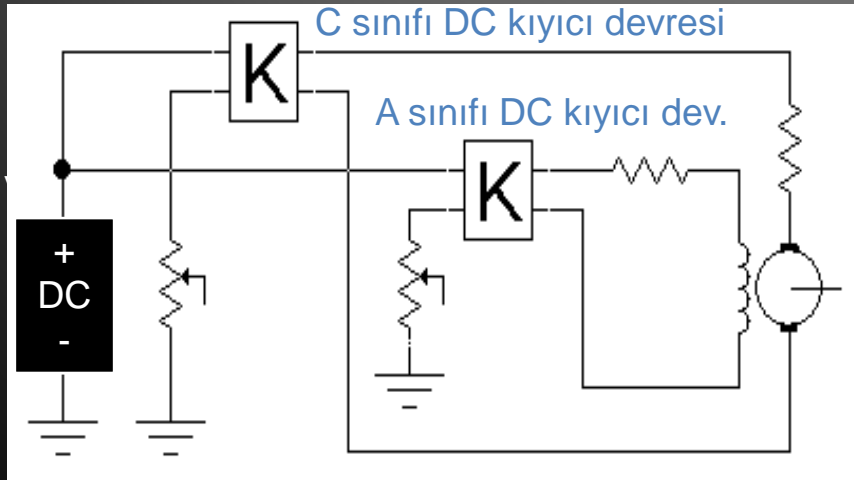 C sınıfı DC kıyıcı devresi
K
A sınıfı DC kıyıcı dev.
K
+
DC
-